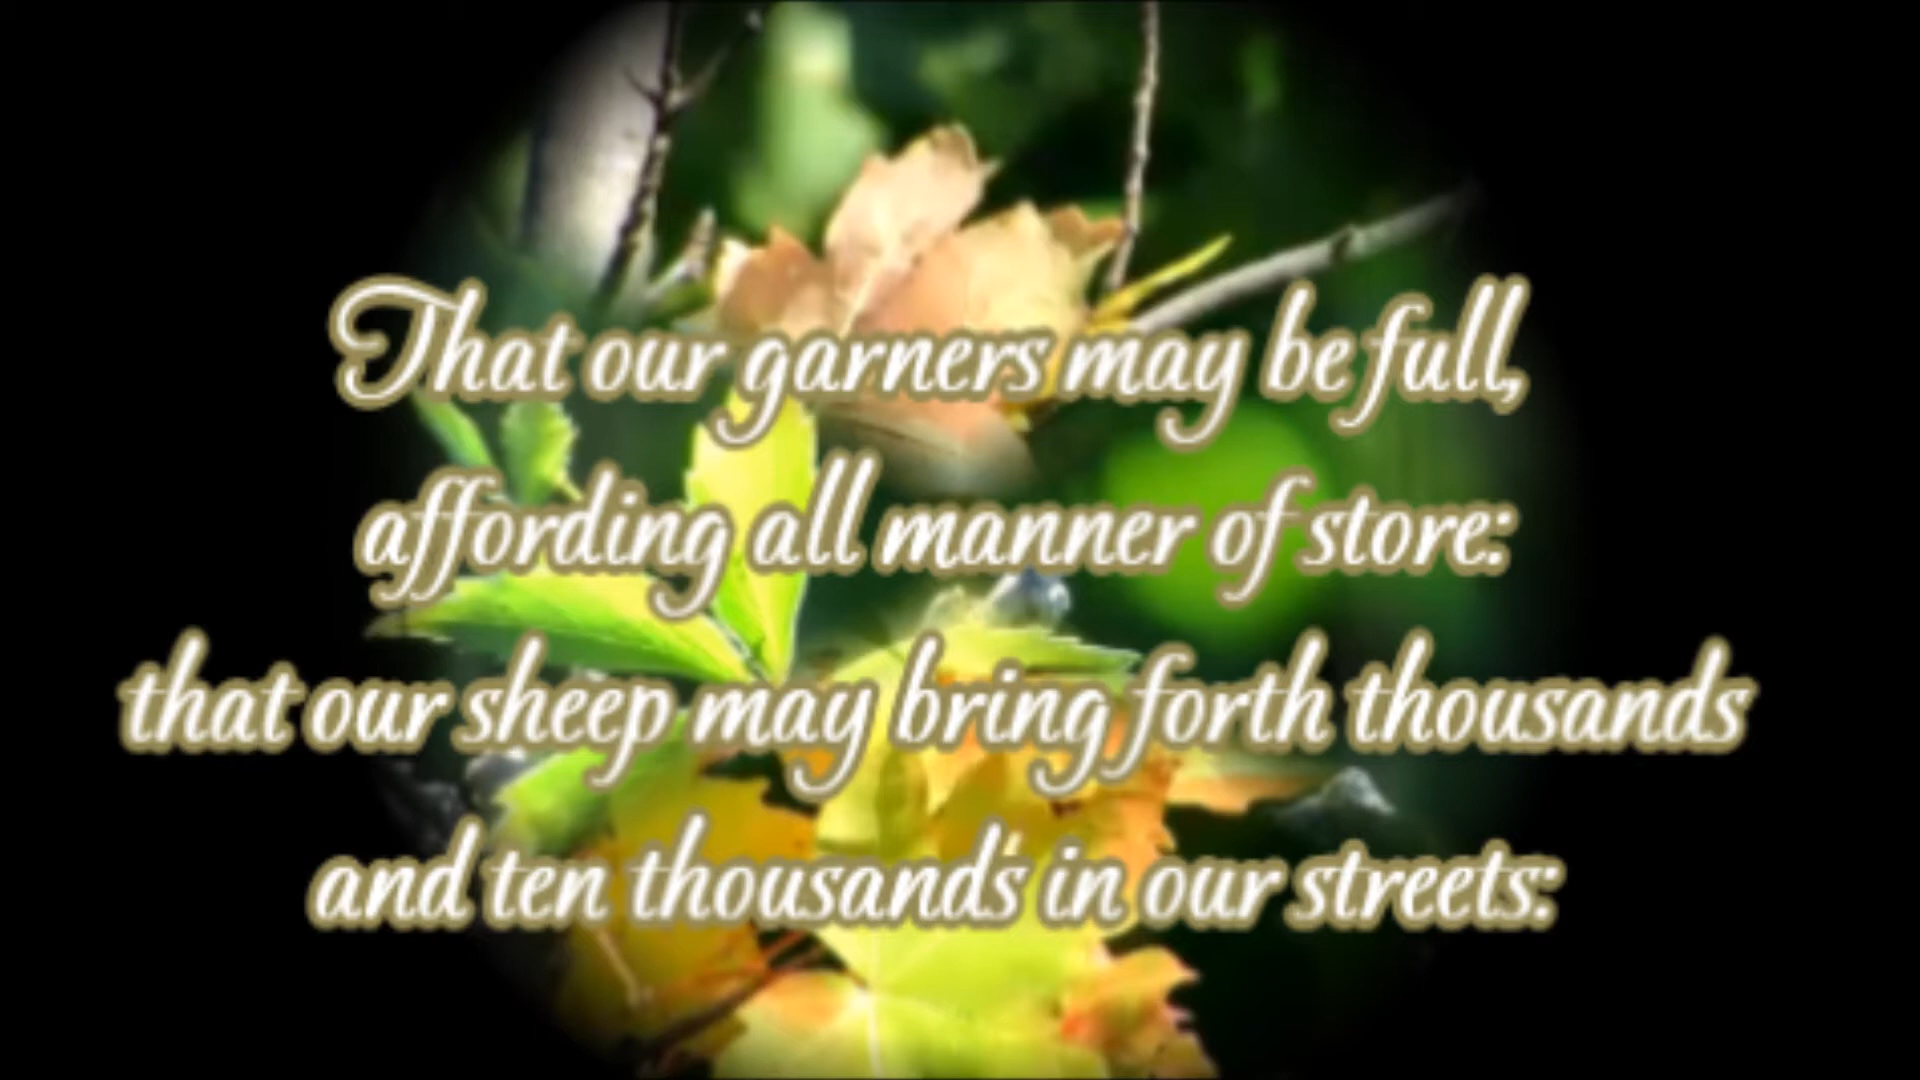 That our garners may be full,
affording all manner of store:
that our sheep may bring forth thousands
and ten thousands in our streets: